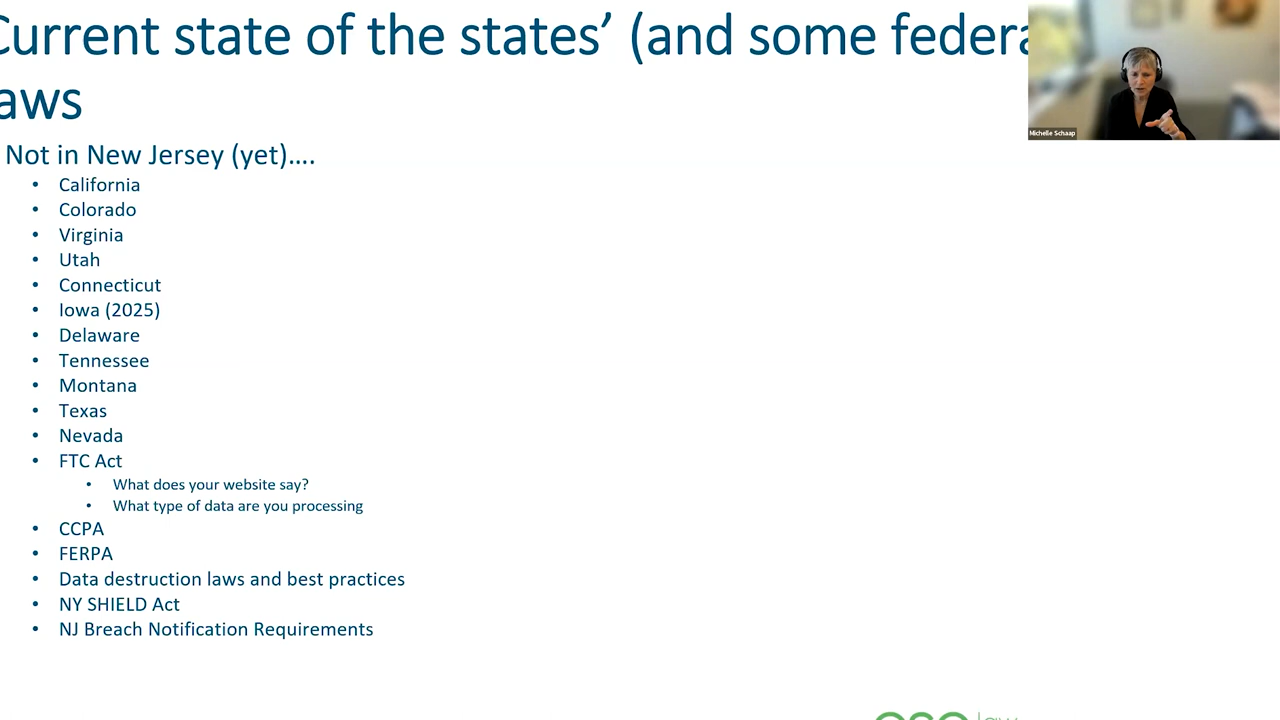 Current state of the states’ (and some federa
aws
Not in New Jersey (yet)....
• California
• Colorado
• Virginia
• Utah
• Connecticut
• Iowa (2025)
• Delaware
• Tennessee
• Montana
• Texas
• Nevada
• FTC Act
• What does your website say?
• What type of data are you processing
• CCPA
• FERPA
• Data destruction laws and best practices
• NY SHIELD Act
• NJ Breach Notification Requirements
Michelle Schaap